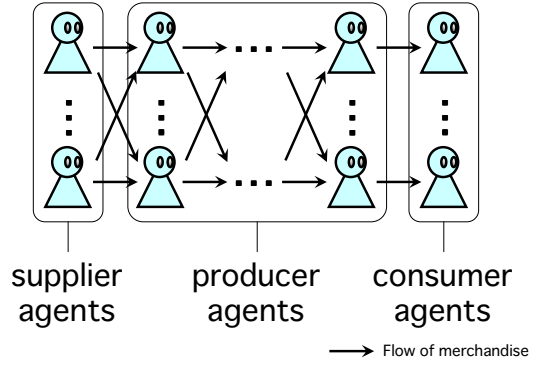 supplier
agents
producer
agents
consumer
agents
Flow of merchandise